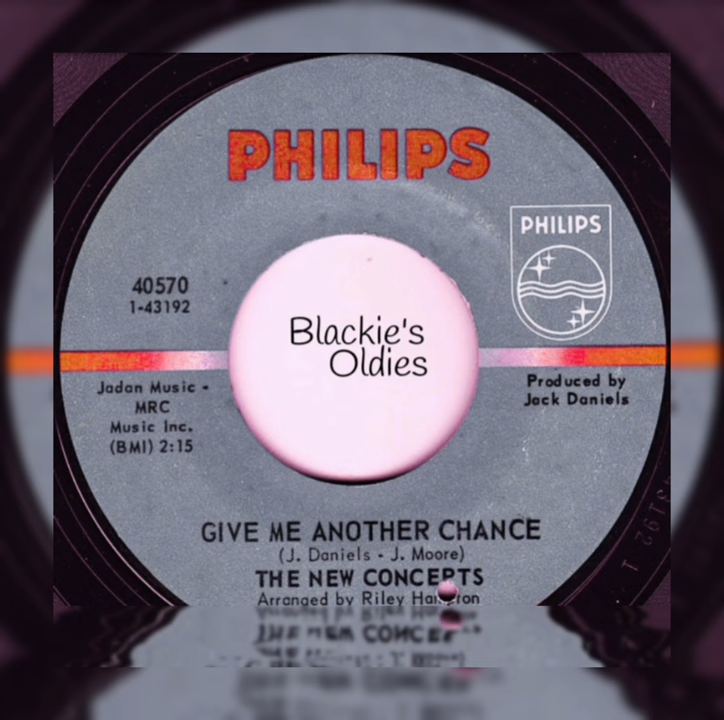 PHILIPS
PHILIPS
40570
1-43192
Blackie's
Oldies
Jadan Music -
MRC
Music Inc.
(BMI) 2:15
Produced by
Jack Daniels
GIVE ME ANOTHER CHANCE
(J. Daniels - J. Moore)
THE NEW CONCEPTS
Arranged by Riley